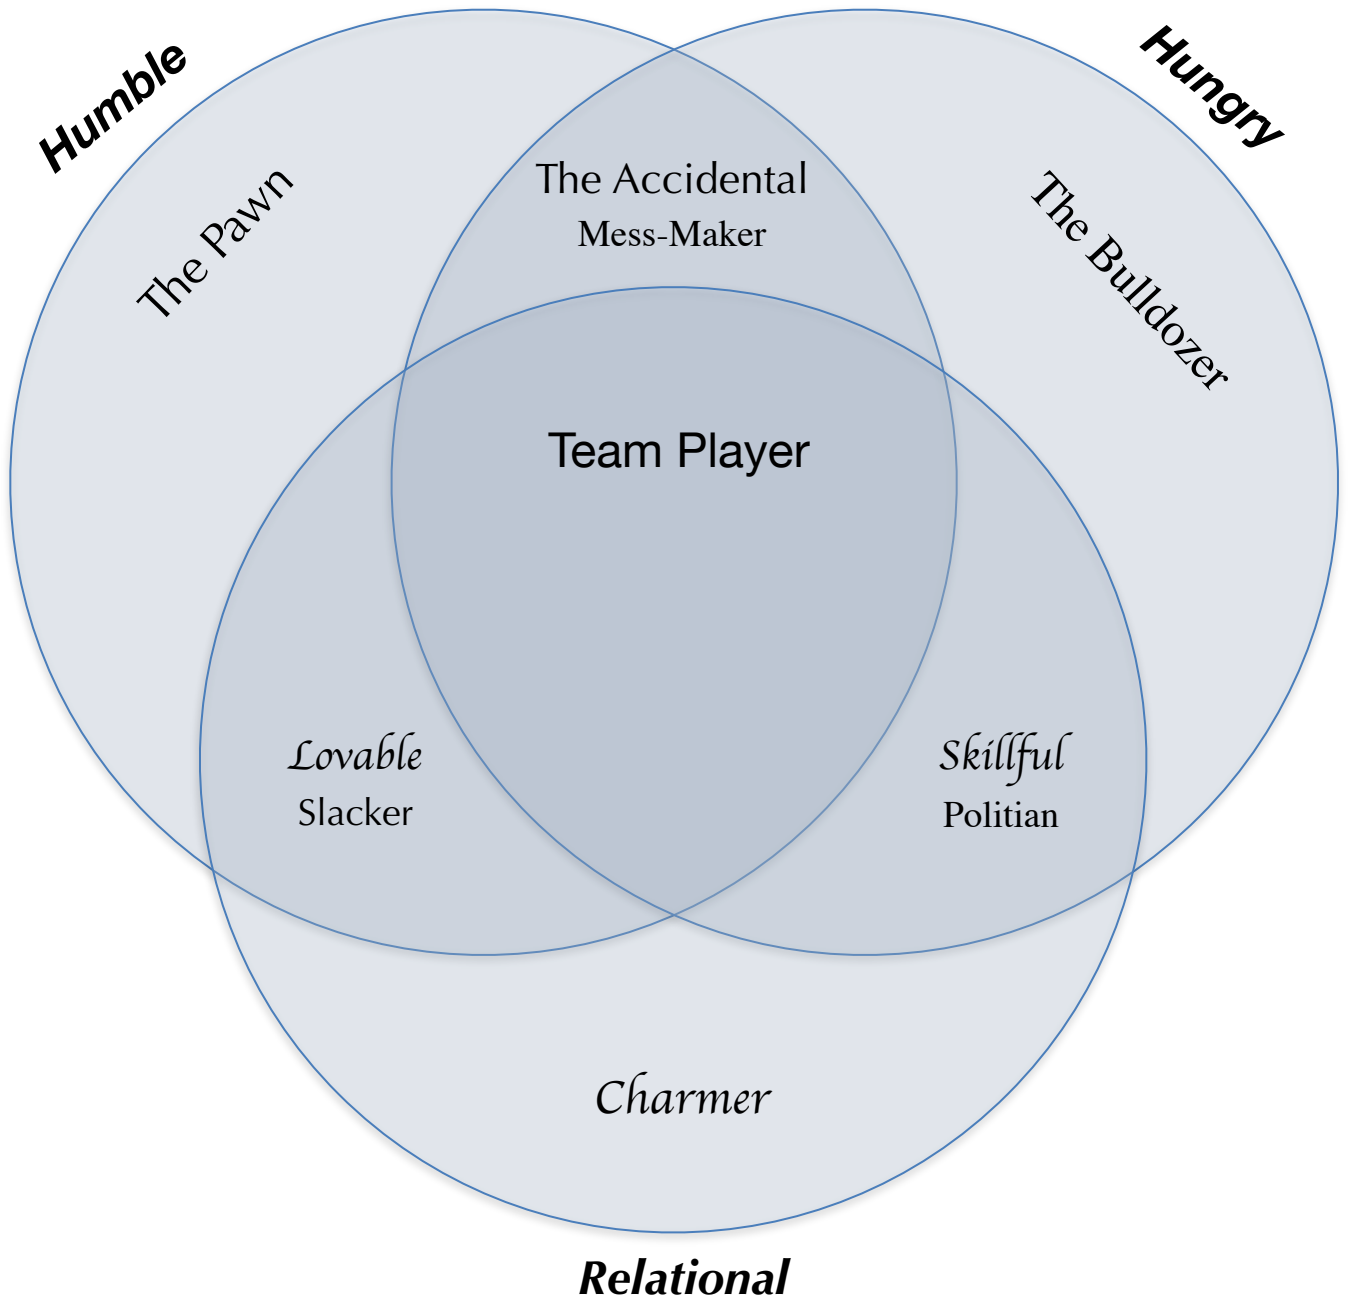 Humble
Hungry
The Pawn
The Accidental
Mess-Maker
The Bulldozer
Team Player
Lovable
Slacker
Skillful
Politian
Charmer
Relational